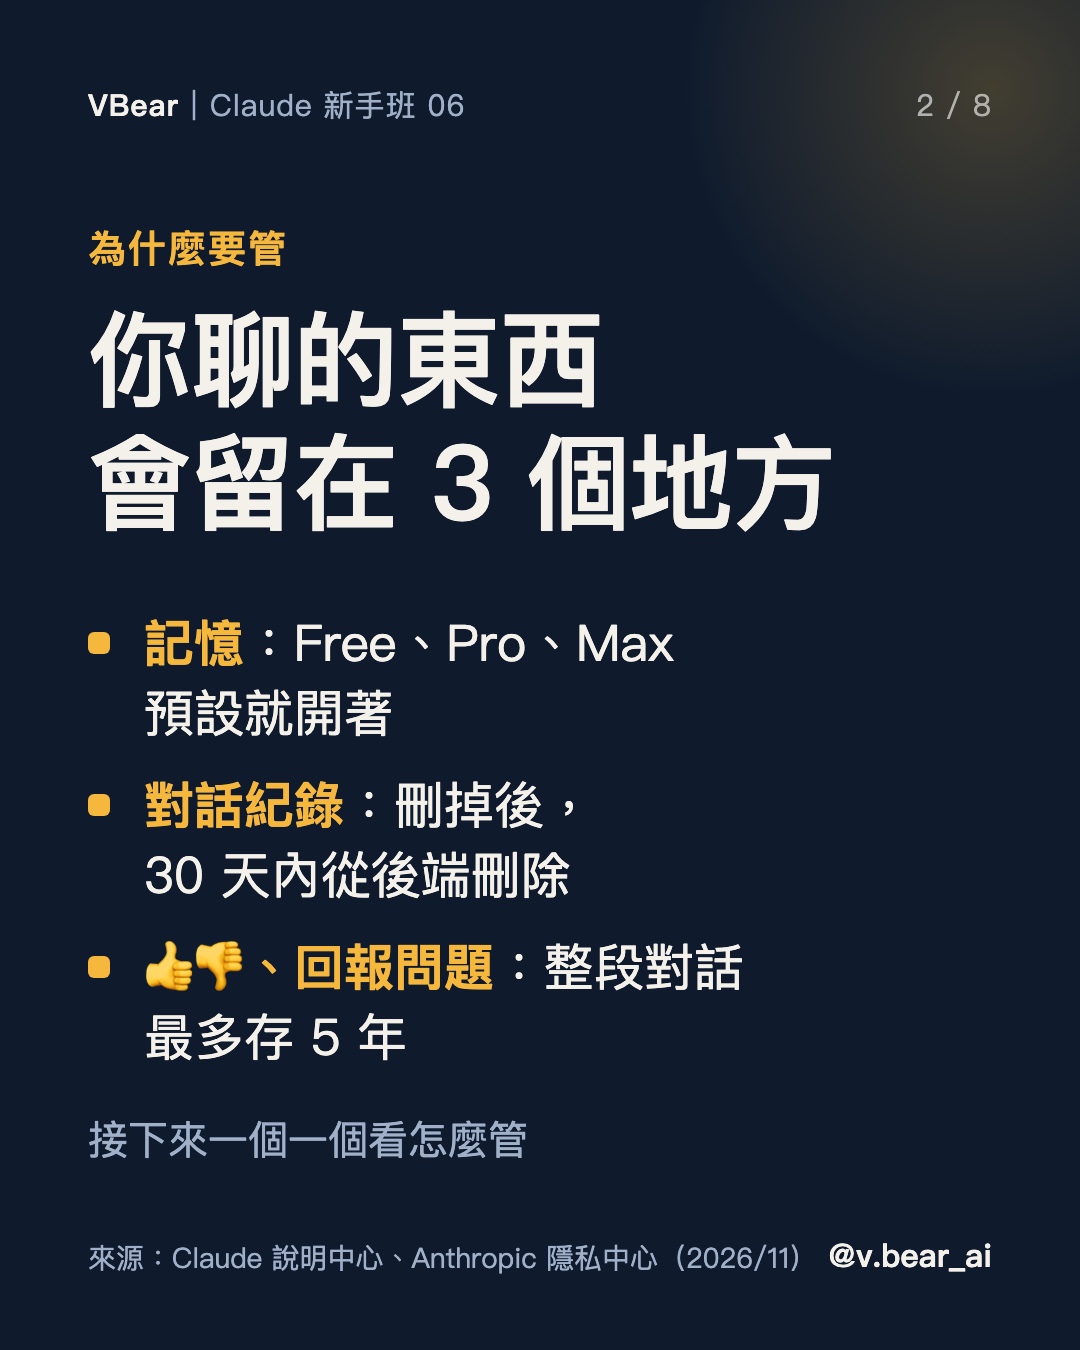 VBear | Claude 新手班 06
2 / 8
為什麼要管
你聊的東西
會留在 3 個地方
記憶：Free、Pro、Max
預設就開著
對話紀錄：刪掉後，
30 天內從後端刪除
👍👎、回報問題：整段對話
最多存 5 年
接下來一個一個看怎麼管
來源：Claude 說明中心、Anthropic 隱私中心（2026/11）
@v.bear_ai